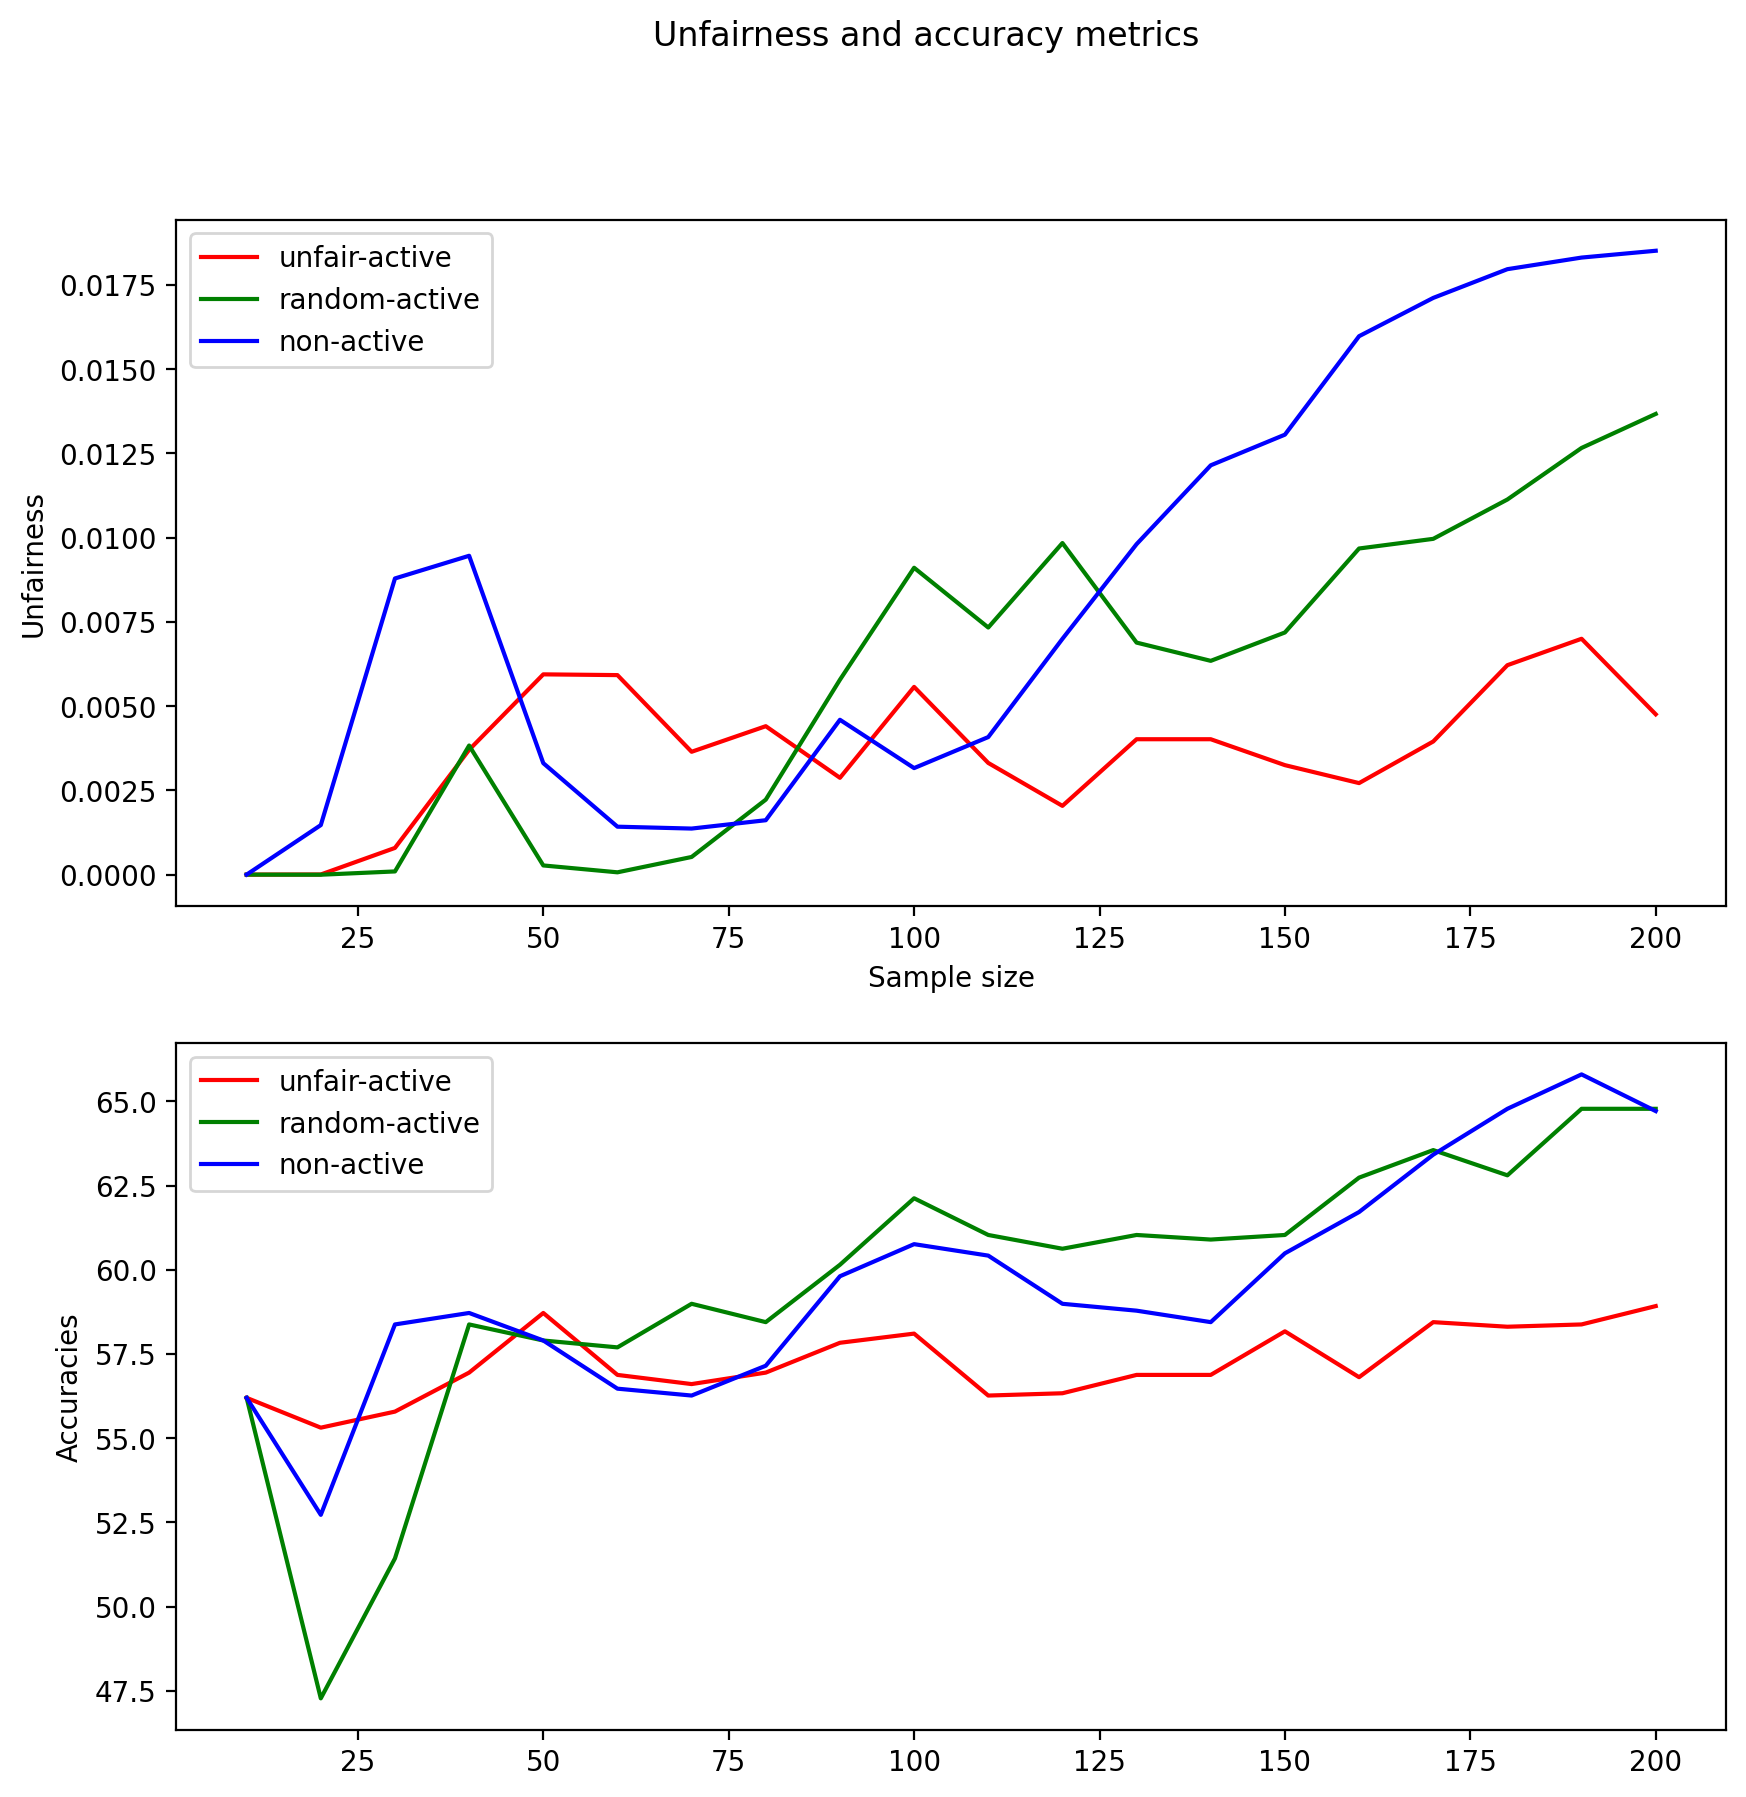 Unfairness and accuracy metrics
unfair-active
random-active
non-active
0.0175
0.0150
0.0125
0.0100
0.0075
0.0050
0.0025
0.0000
Unfairness
25 50 75 100 125 150 175 200
Sample size
unfair-active
random-active
non-active
65.0
62.5
60.0
57.5
55.0
52.5
50.0
47.5
Accuracies
25 50 75 100 125 150 175 200